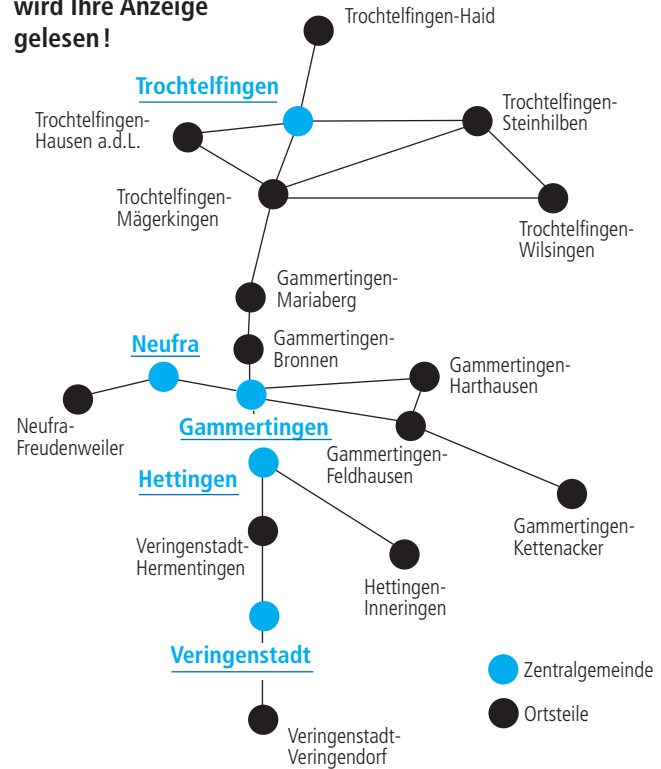 wird Ihre Anzeige
gelesen!
Trochtelfingen-Haid
Trochtelfingen
Trochtelfingen-
Steinhilben
Trochtelfingen-
Hausen a.d.L.
Trochtelfingen-
Mägerkingen
Trochtelfingen-
Wilsingen
Gammertingen-
Mariaberg
Gammertingen-
Bronnen
Neufra
Gammertingen-
Harthausen
Neufra-
Freudenweiler
Gammertingen
Gammertingen-
Feldhausen
Hettingen
Gammertingen-
Kettenacker
Veringenstadt-
Hermentingen
Hettingen-
Inneringen
Veringenstadt
Zentralgemeinde
Ortsteile
Veringenstadt-
Veringendorf